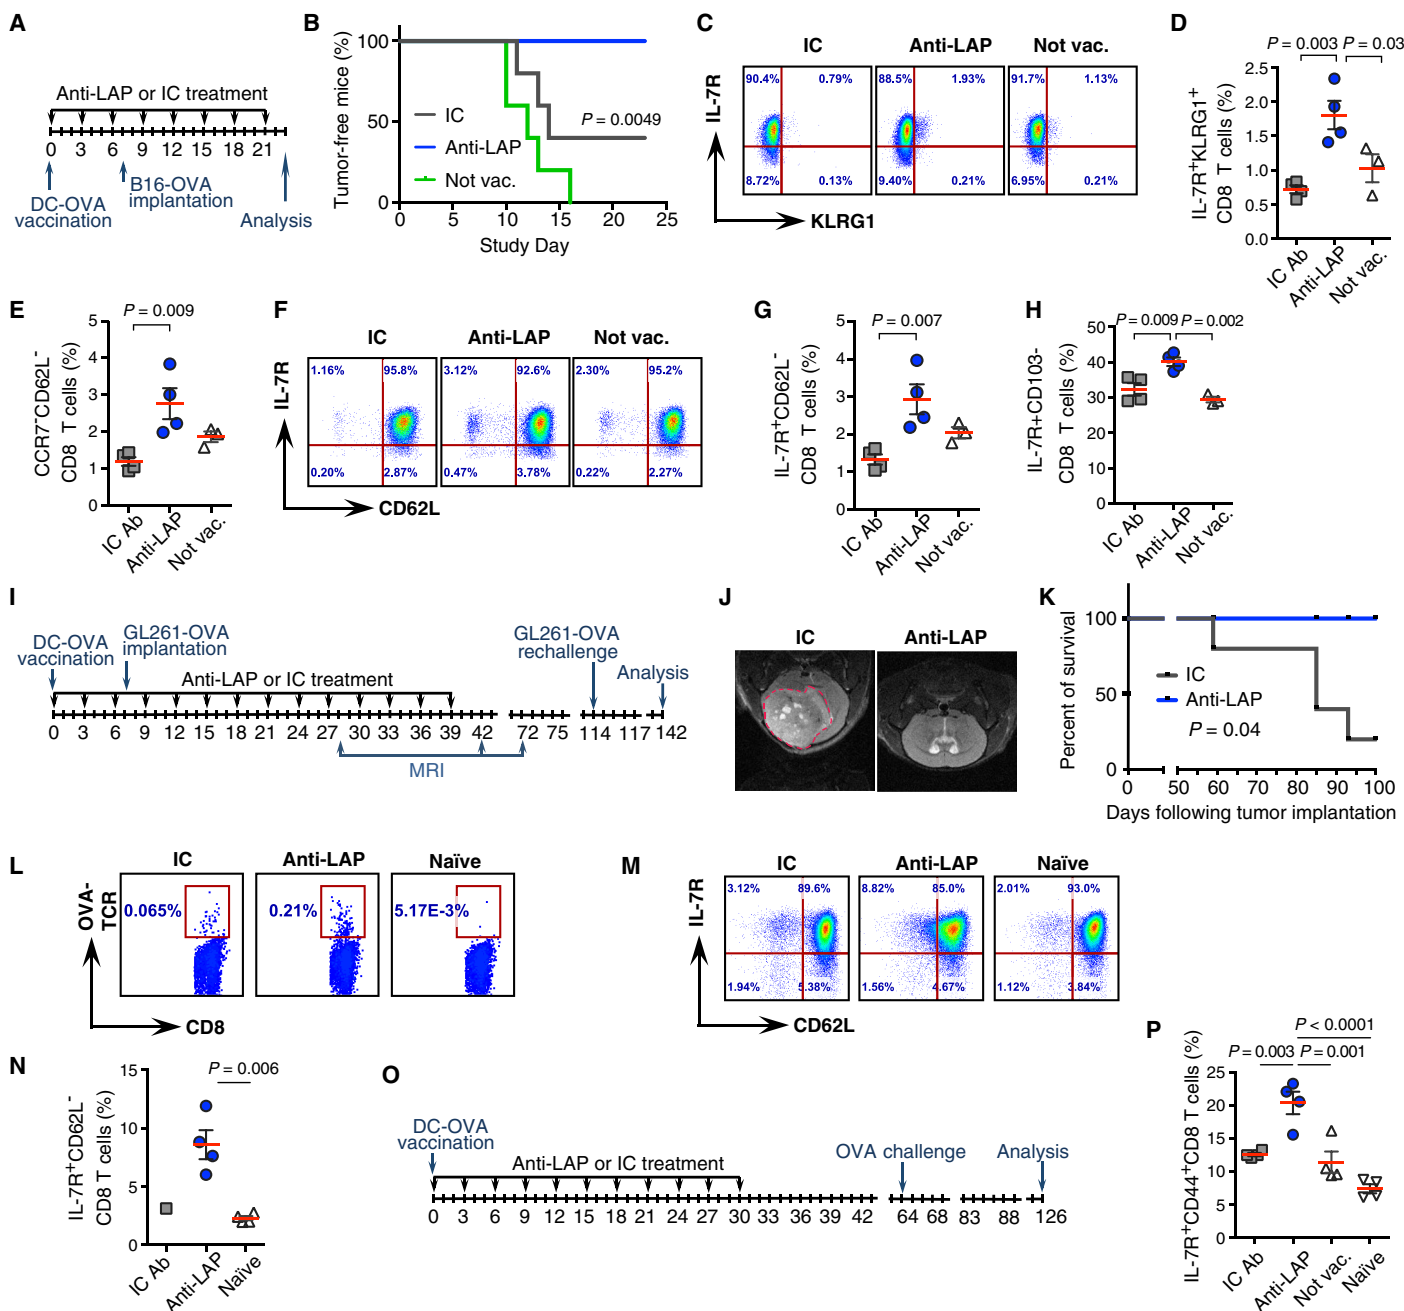 A
Anti-LAP or IC treatment
0 3 6 9 12 15 18 21
DC-OVA
vaccination
B16-OVA
implantation
Analysis
B
Tumor-free mice (%)
100
50
0
IC
Anti-LAP
Not vac.
P = 0.0049
0 5 10 15 20 25
Study Day
C
IC Anti-LAP Not vac.
IL-7R
90.4% 0.79% 88.5% 1.93% 91.7% 1.13%
8.72% 0.13% 9.40% 0.21% 6.95% 0.21%
KLRG1
D
P = 0.003 P = 0.03
IL-7R+KLRG1+
CD8 T cells (%)
2.5
2.0
1.5
1.0
0.5
0.0
IC Ab Anti-LAP Not vac.
E
P = 0.009
CCR7-CD62L-
CD8 T cells (%)
5
4
3
2
1
0
IC Ab Anti-LAP Not vac.
F
IC Anti-LAP Not vac.
IL-7R
1.16% 95.8% 3.12% 92.6% 2.30% 95.2%
0.20% 2.87% 0.47% 3.78% 0.22% 2.27%
CD62L
G
P = 0.007
IL-7R+CD62L-
CD8 T cells (%)
5
4
3
2
1
0
IC Ab Anti-LAP Not vac.
H
P = 0.009 P = 0.002
IL-7R+CD103-
CD8 T cells (%)
50
40
30
20
10
0
IC Ab Anti-LAP Not vac.
I
DC-OVA
vaccination
GL261-OVA
implantation
Anti-LAP or IC treatment
GL261-OVA
rechallenge
Analysis
0 3 6 9 12 15 18 21 24 27 30 33 36 39 42 72 75 114 117 142
MRI
J
IC Anti-LAP
K
Percent of survival
100
50
0
IC
Anti-LAP
P = 0.04
0 50 60 70 80 90 100
Days following tumor implantation
L
IC Anti-LAP Naïve
OVA-
TCR
0.065% 0.21% 5.17E-3%
CD8
M
IC Anti-LAP Naïve
IL-7R
3.12% 89.6% 8.82% 85.0% 2.01% 93.0%
1.94% 5.38% 1.56% 4.67% 1.12% 3.84%
CD62L
N
P = 0.006
IL-7R+CD62L-
CD8 T cells (%)
15
10
5
0
IC Ab Anti-LAP Naïve
O
DC-OVA
vaccination
Anti-LAP or IC treatment
OVA challenge
Analysis
0 3 6 9 12 15 18 21 24 27 30 33 36 39 42 64 68 83 88 126
P
P < 0.0001
P = 0.003 P = 0.001
IL-7R+CD44+CD8 T cells (%)
25
20
15
10
5
0
IC Ab Anti-LAP Not vac. Naïve